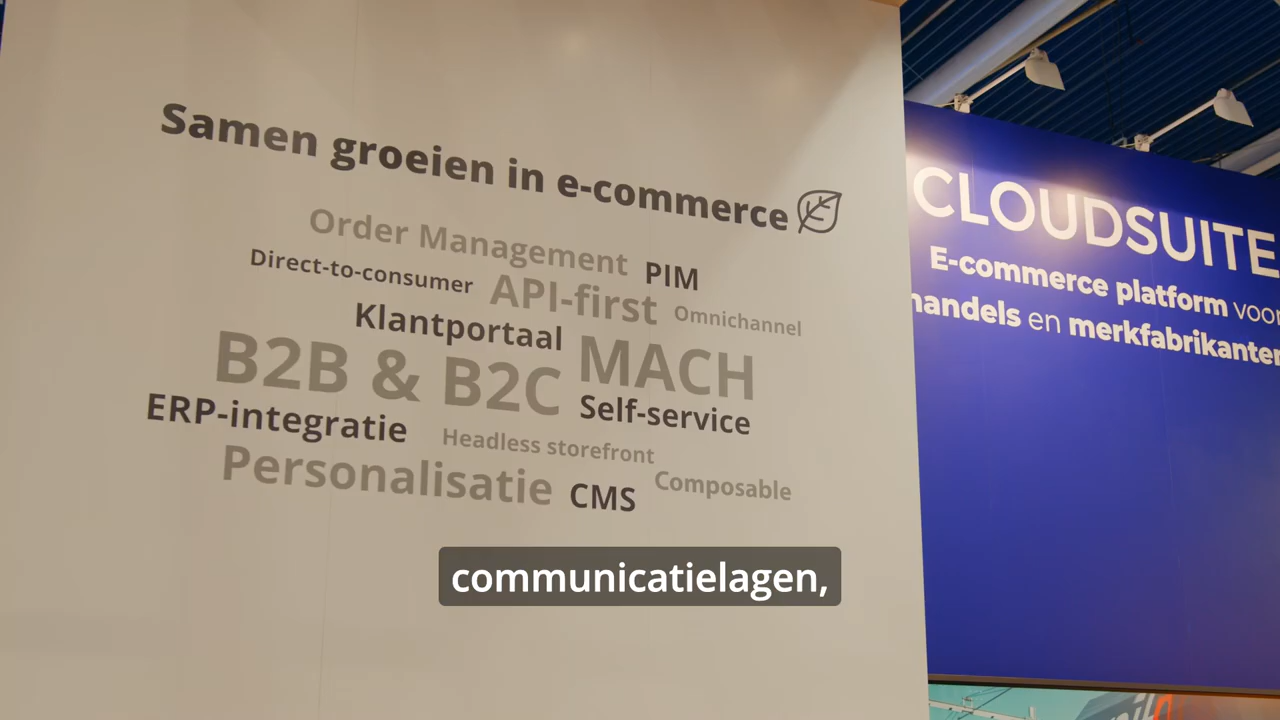 Samen groeien in e-commerce
Order Management PIM
Direct-to-consumer API-first Omnichannel
Klantportaal MACH
B2B & B2C Self-service
ERP-integratie Headless storefront
Personalisatie CMS Composable
CLOUDSUITE
E-commerce platform voor
handels en merkfabrikanten
communicatielagen,